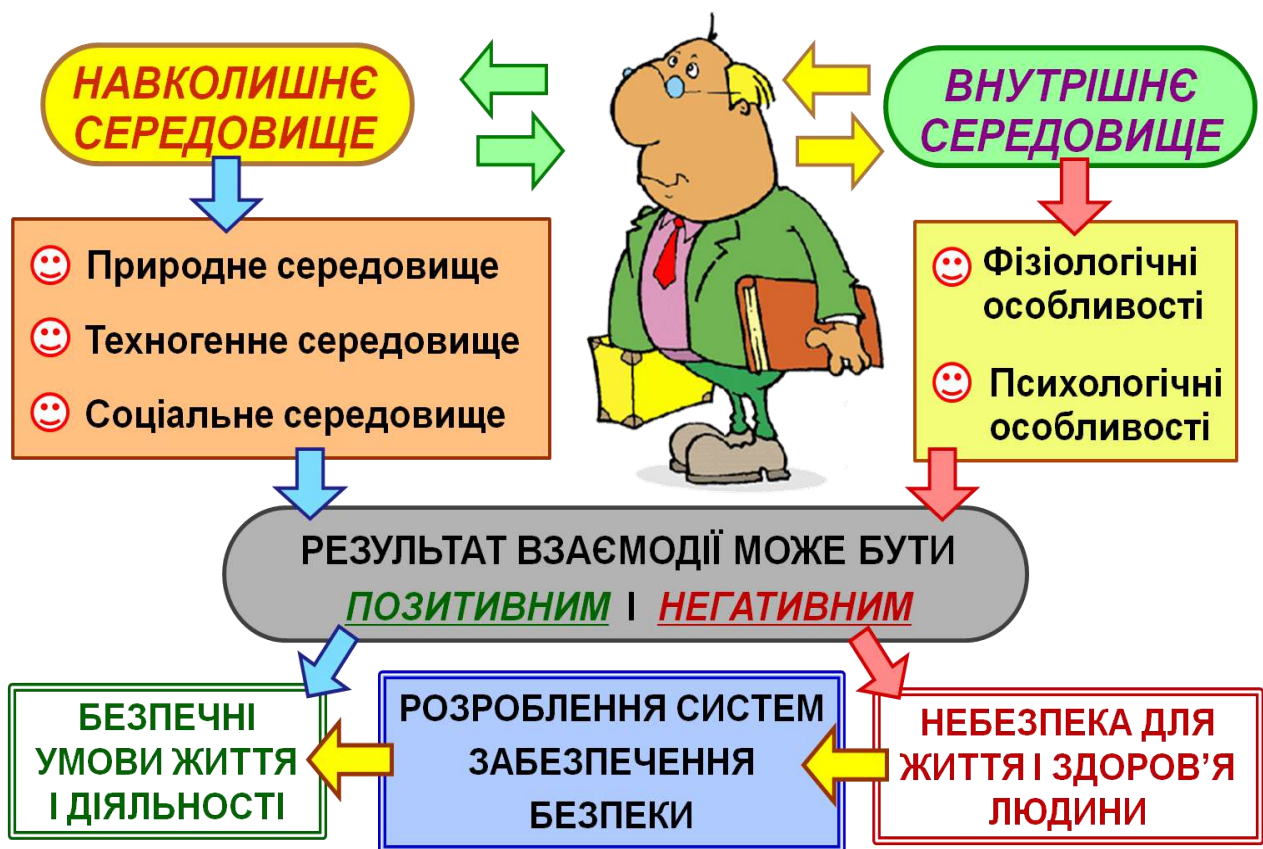 НАВКОЛИШНЄ
СЕРЕДОВИЩЕ
ВНУТРІШНЄ
СЕРЕДОВИЩЕ
Природне середовище
Техногенне середовище
Соціальне середовище
Фізіологічні
особливості
Психологічні
особливості
РЕЗУЛЬТАТ ВЗАЄМОДІЇ МОЖЕ БУТИ
ПОЗИТИВНИМ І НЕГАТИВНИМ
БЕЗПЕЧНІ
УМОВИ ЖИТТЯ
І ДІЯЛЬНОСТІ
РОЗРОБЛЕННЯ СИСТЕМ
ЗАБЕЗПЕЧЕННЯ
БЕЗПЕКИ
НЕБЕЗПЕКА ДЛЯ
ЖИТТЯ І ЗДОРОВ’Я
ЛЮДИНИ